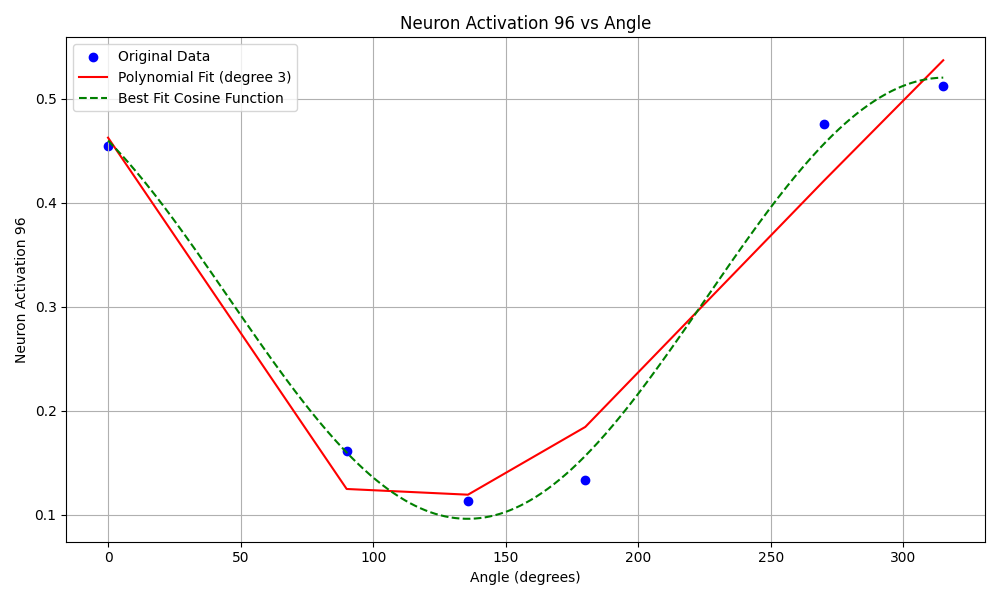 Neuron Activation 96 vs Angle
Original Data
Polynomial Fit (degree 3)
Best Fit Cosine Function
Neuron Activation 96
0.5
0.4
0.3
0.2
0.1
0 50 100 150 200 250 300
Angle (degrees)